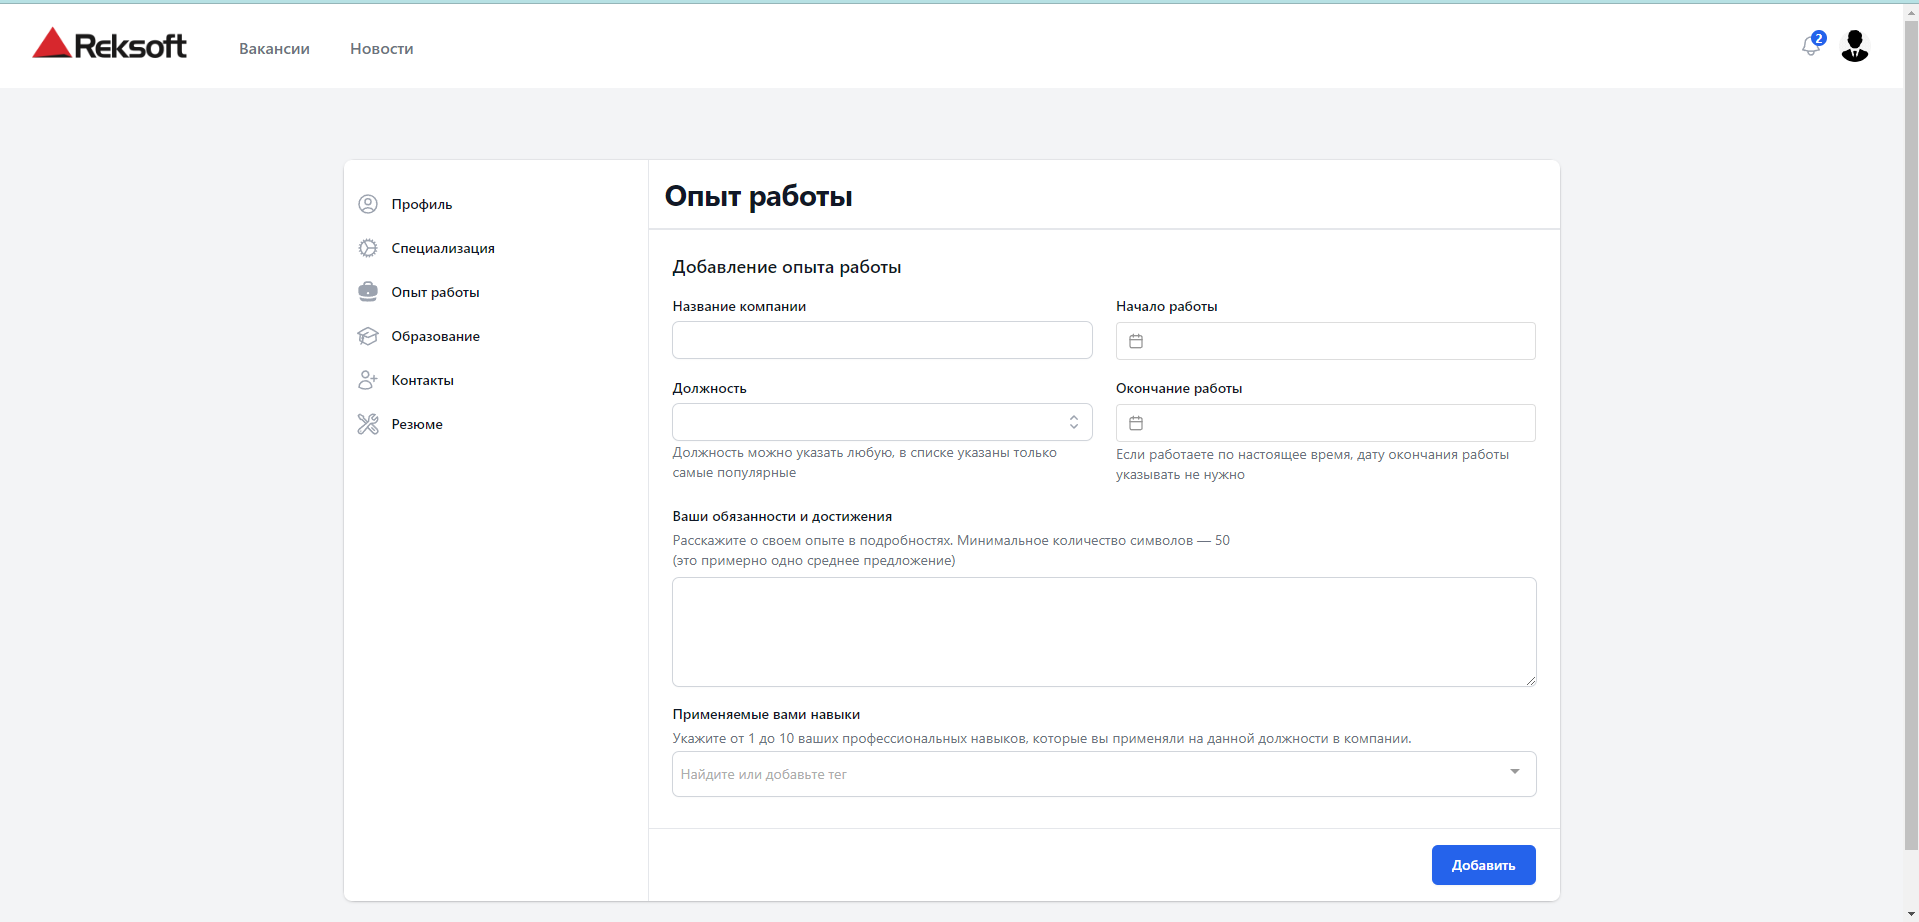 Reksoft
Вакансии
Новости
2
Профиль
Специализация
Опыт работы
Образование
Контакты
Резюме
Опыт работы
Добавление опыта работы
Название компании
Начало работы
Должность
Окончание работы
Должность можно указать любую, в списке указаны только
самые популярные
Если работаете по настоящее время, дату окончания работы
указывать не нужно
Ваши обязанности и достижения
Расскажите о своем опыте в подробностях. Минимальное количество символов — 50
(это примерно одно среднее предложение)
Применяемые вами навыки
Укажите от 1 до 10 ваших профессиональных навыков, которые вы применяли на данной должности в компании.
Найдите или добавьте тег
Добавить